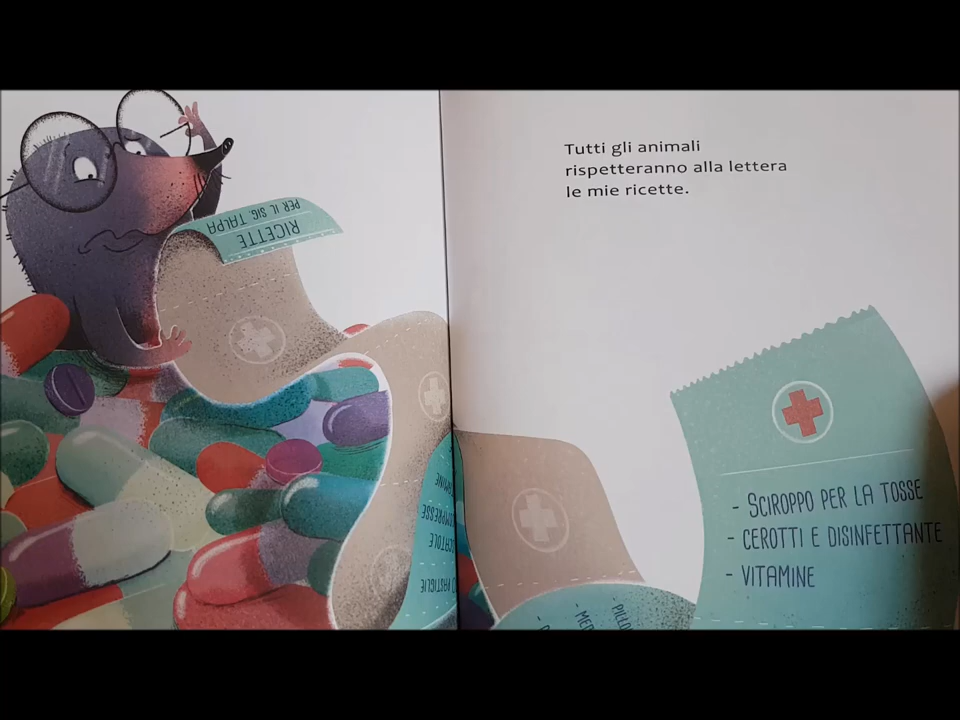 RICETTE
PER IL SIG. TALPA
Tutti gli animali
rispetteranno alla lettera
le mie ricette.
- SCIROPPO PER LA TOSSE
- CEROTTI E DISINFETTANTE
- VITAMINE